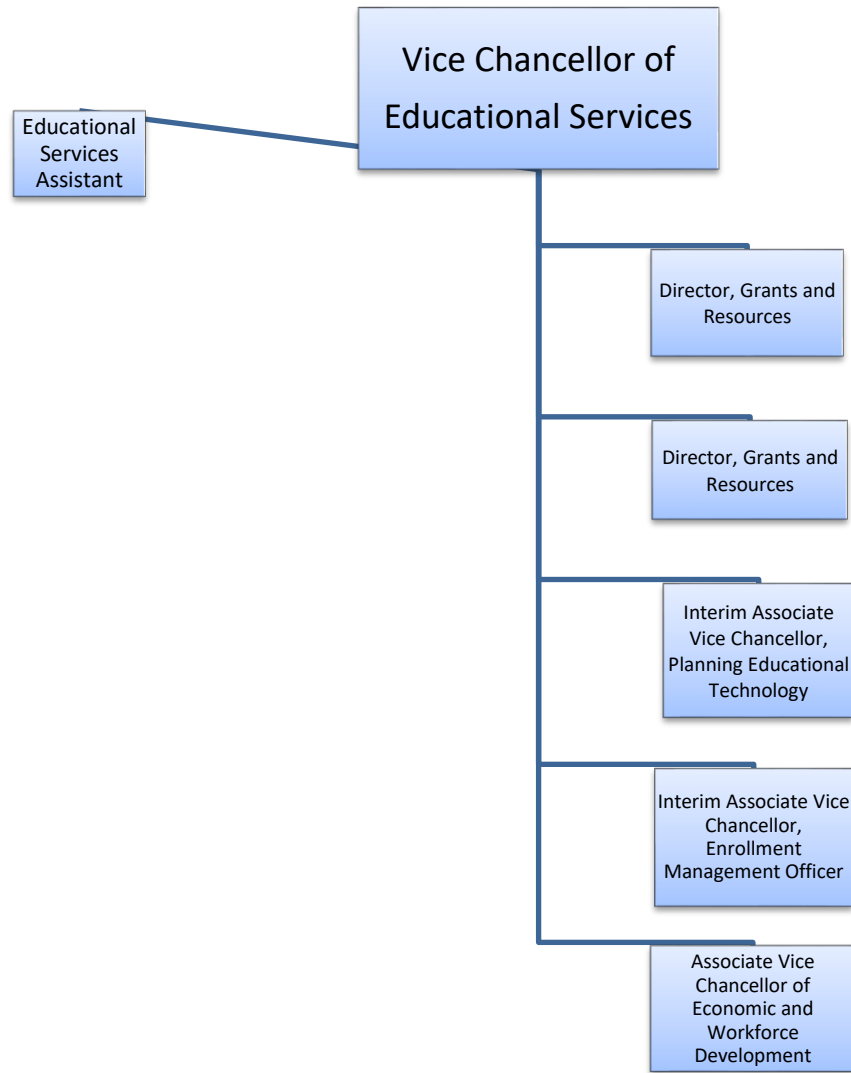 Vice Chancellor of
Educational Services
Educational
Services
Assistant
Director, Grants and
Resources
Director, Grants and
Resources
Interim Associate
Vice Chancellor,
Planning Educational
Technology
Interim Associate Vice
Chancellor,
Enrollment
Management Officer
Associate Vice
Chancellor of
Economic and
Workforce
Development